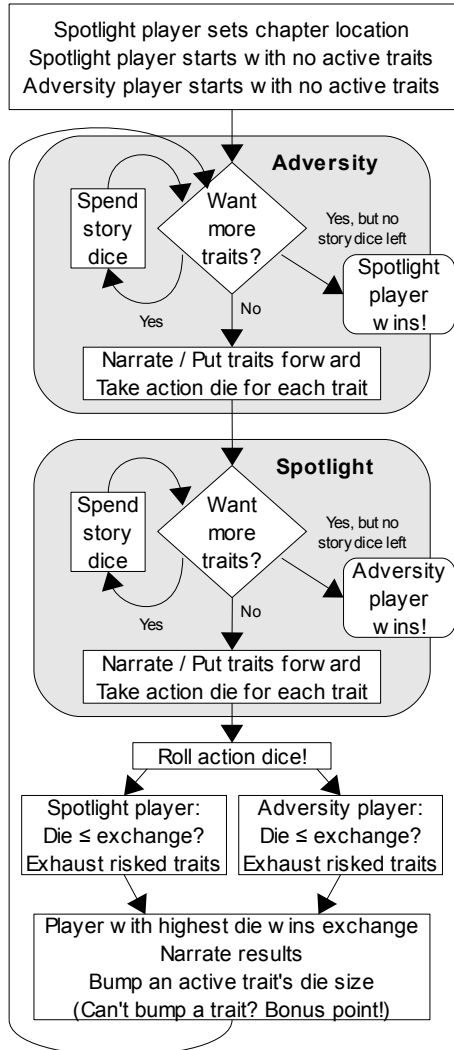 Spotlight player sets chapter location
Spotlight player starts with no active traits
Adversity player starts with no active traits
Adversity
Spend
story
dice
Want
more
traits?
Yes, but no
story dice left
Spotlight
player
wins!
Yes
No
Narrate / Put traits forward
Take action die for each trait
Spotlight
Spend
story
dice
Want
more
traits?
Yes, but no
story dice left
Adversity
player
wins!
Yes
No
Narrate / Put traits forward
Take action die for each trait
Roll action dice!
Spotlight player:
Die ≤ exchange?
Exhaust risked traits
Adversity player:
Die ≤ exchange?
Exhaust risked traits
Player with highest die wins exchange
Narrate results
Bump an active trait's die size
(Can't bump a trait? Bonus point!)